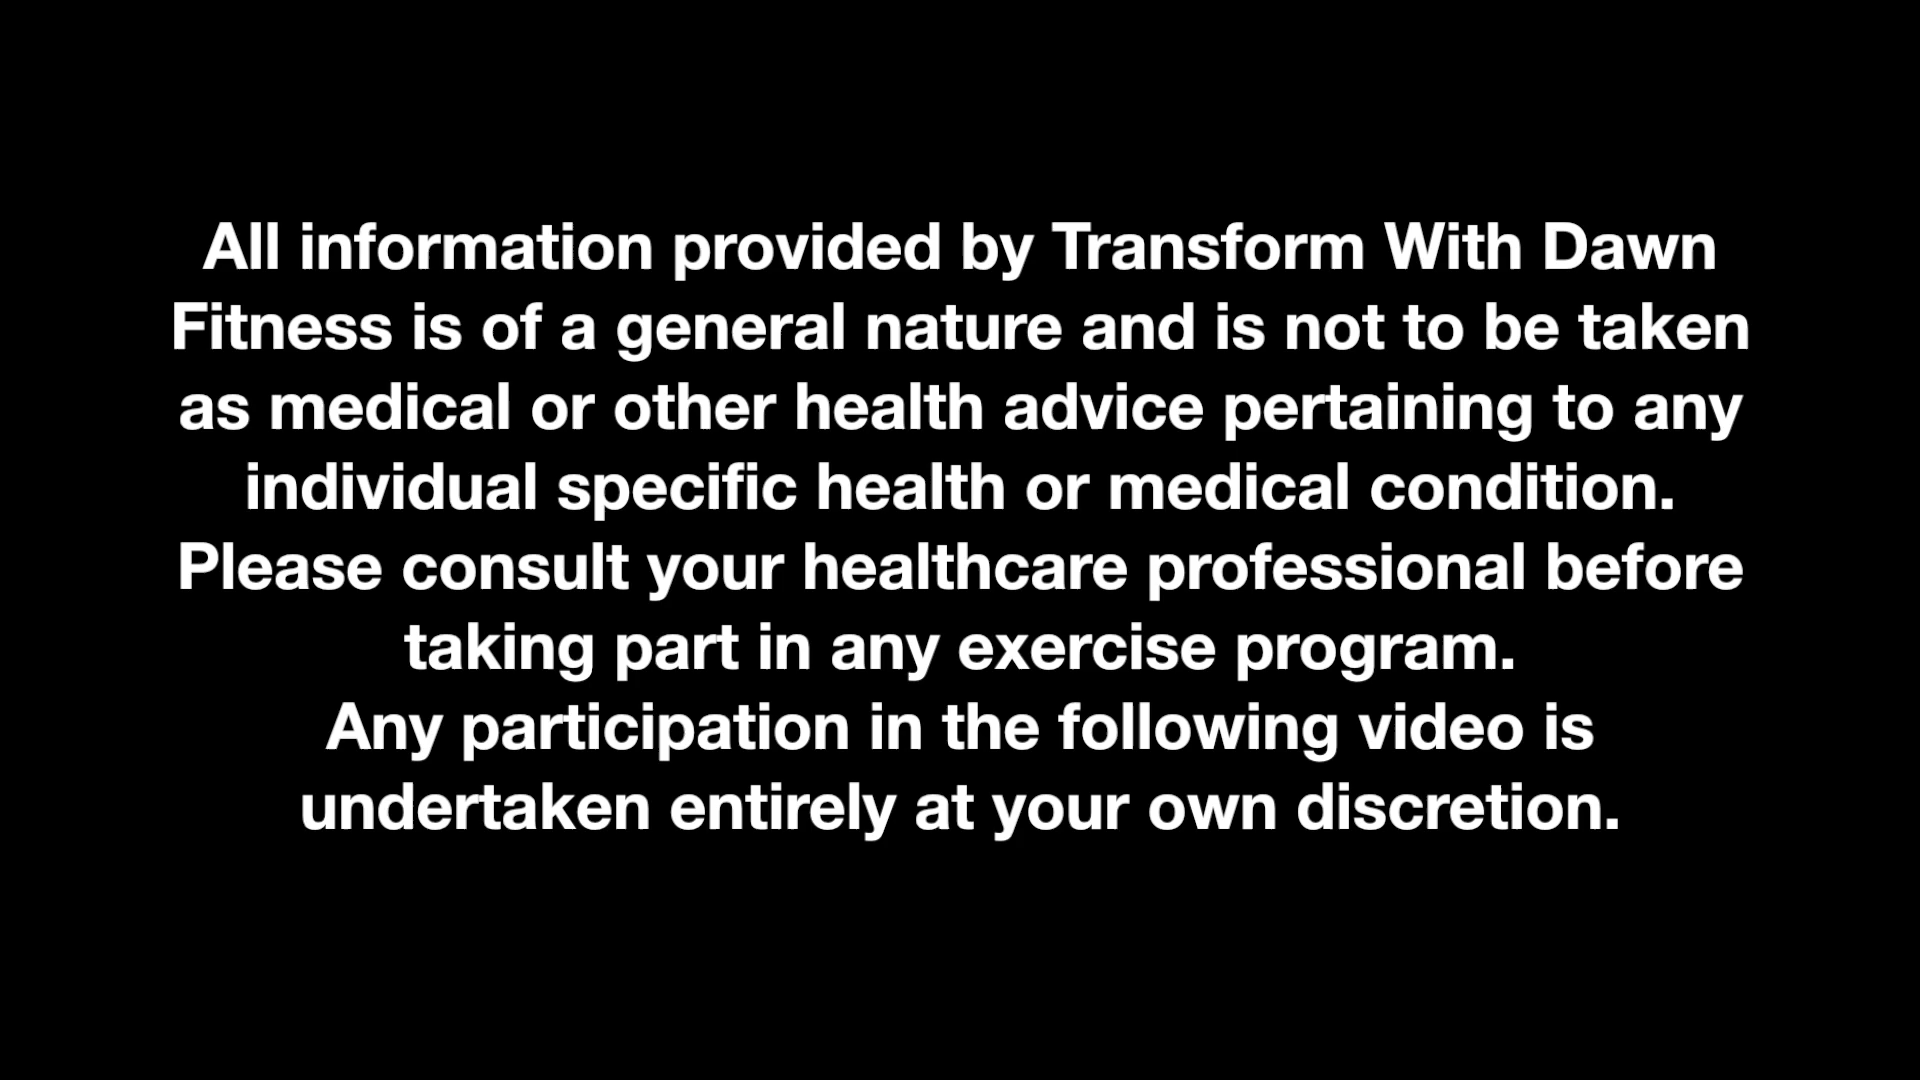 All information provided by Transform With Dawn
Fitness is of a general nature and is not to be taken
as medical or other health advice pertaining to any
individual specific health or medical condition.
Please consult your healthcare professional before
taking part in any exercise program.
Any participation in the following video is
undertaken entirely at your own discretion.